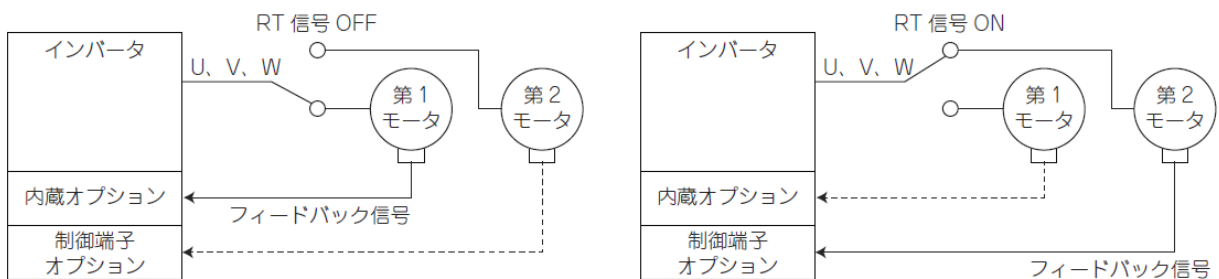 RT 信号 OFF
インバータ
U、V、W
第1
モータ
第2
モータ
内蔵オプション
フィードバック信号
制御端子
オプション
RT 信号 ON
インバータ
U、V、W
第1
モータ
第2
モータ
内蔵オプション
制御端子
オプション
フィードバック信号